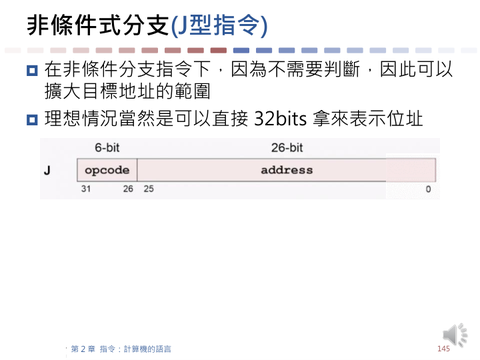 非條件式分支(J型指令)
在非條件分支指令下，因為不需要判斷，因此可以
擴大目標地址的範圍
理想情況當然是可以直接 32bits 拿來表示位址
6-bit 26-bit
J opcode address
31 26 25 0
第 2 章 指令：計算機的語言 145